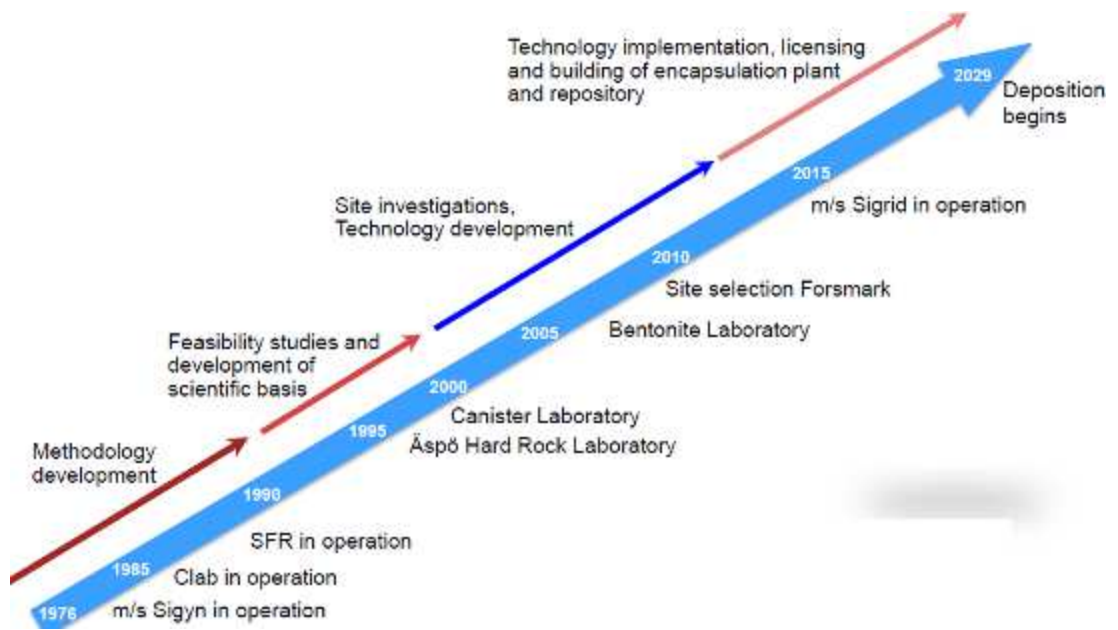 Technology implementation, licensing
and building of encapsulation plant
and repository
2029
Deposition
begins
2015
m/s Sigrid in operation
Site investigations,
Technology development
2010
Site selection Forsmark
2005
Bentonite Laboratory
Feasibility studies and
development of
scientific basis
2000
Canister Laboratory
1995
Äspö Hard Rock Laboratory
Methodology
development
1990
SFR in operation
1985
Clab in operation
1976
m/s Sigyn in operation